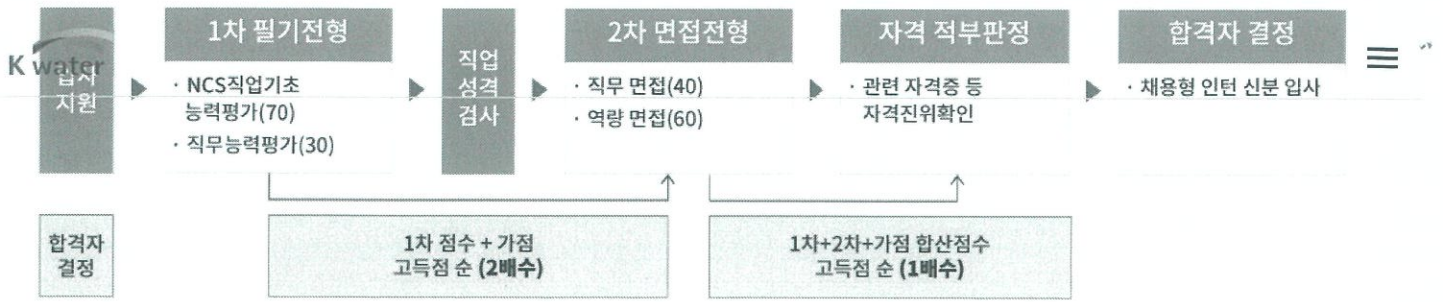 K water
입사
지원
1차 필기전형
· NCS직업기초
능력평가(70)
· 직무능력평가(30)
직업
성격
검사
2차 면접전형
· 직무 면접(40)
· 역량 면접(60)
자격 적부판정
· 관련 자격증 등
자격진위확인
합격자 결정
· 채용형 인턴 신분 입사
합격자
결정
1차 점수 + 가점
고득점 순 (2배수)
1차+2차+가점 합산점수
고득점 순 (1배수)